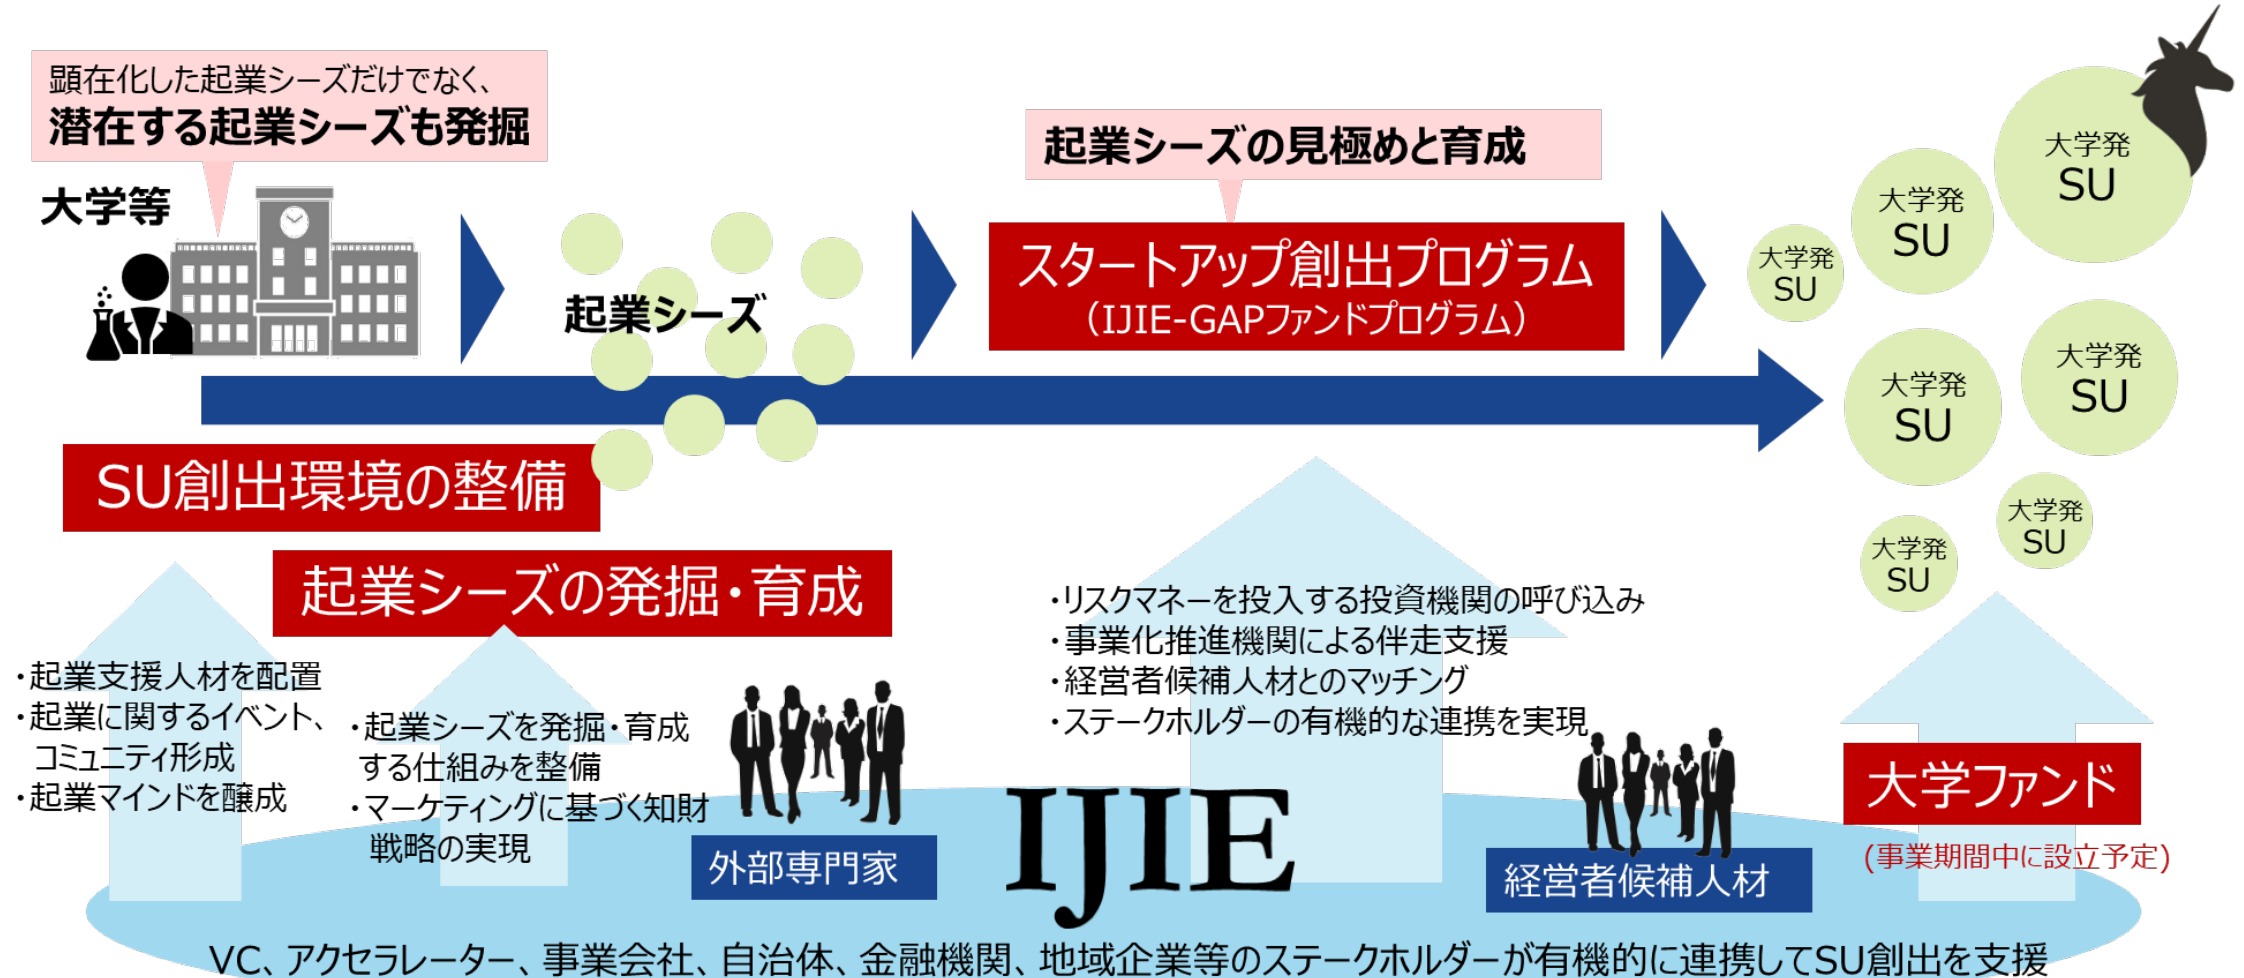 顕在化した起業シーズだけでなく、
潜在する起業シーズも発掘
大学等
起業シーズ
起業シーズの見極めと育成
スタートアップ創出プログラム
（IJIE-GAPファンドプログラム）
大学発
SU
大学発
SU
大学発
SU
大学発
SU
大学発
SU
大学発
SU
大学発
SU
SU創出環境の整備
起業シーズの発掘・育成
・起業支援人材を配置
・起業に関するイベント、
コミュニティ形成
・起業マインドを醸成
・起業シーズを発掘・育成
する仕組みを整備
・マーケティングに基づく知財
戦略の実現
・リスクマネーを投入する投資機関の呼び込み
・事業化推進機関による伴走支援
・経営者候補人材とのマッチング
・ステークホルダーの有機的な連携を実現
外部専門家
IJIE
経営者候補人材
大学ファンド
(事業期間中に設立予定)
VC、アクセラレーター、事業会社、自治体、金融機関、地域企業等のステークホルダーが有機的に連携してSU創出を支援